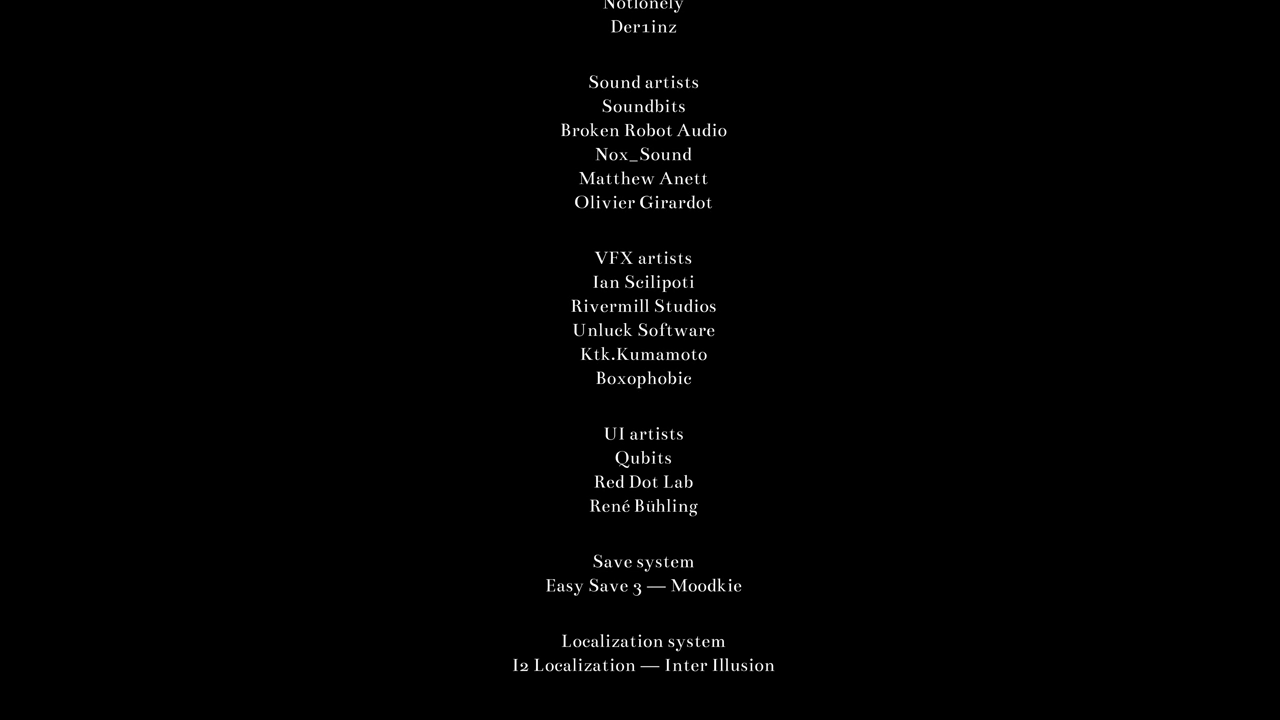 Notlonely
Der1inz
Sound artists
Soundbits
Broken Robot Audio
Nox_Sound
Matthew Anett
Olivier Girardot
VFX artists
Ian Scilipoti
Rivermill Studios
Unluck Software
Ktk.Kumamoto
Boxophobic
UI artists
Qubits
Red Dot Lab
René Bühling
Save system
Easy Save 3 — Moodkie
Localization system
I2 Localization — Inter Illusion